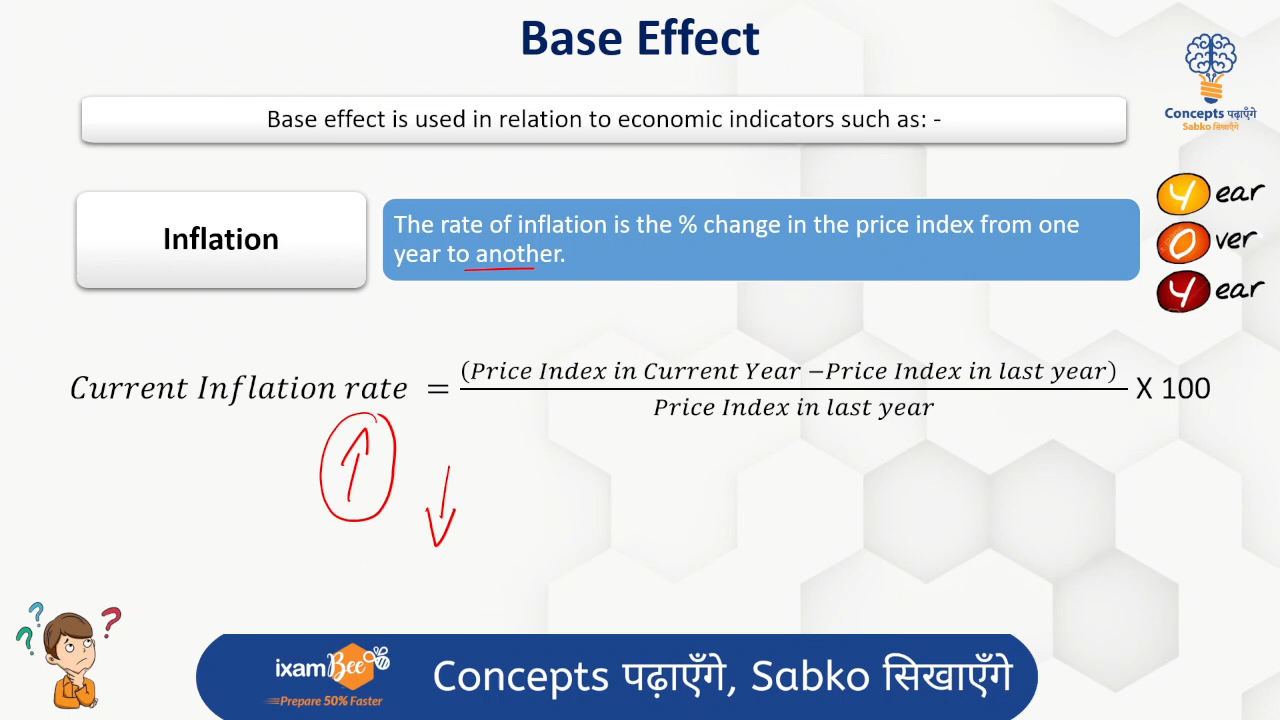 Base Effect
Concepts पढ़ाएँगे
Sabko सिखाएँगे
Base effect is used in relation to economic indicators such as: -
Inflation
The rate of inflation is the % change in the price index from one
year to another.
Year
Over
Year
Current Inflation rate = (Price Index in Current Year −Price Index in last year)
Price Index in last year
X 100
? ? ?
ixamBee
Prepare 50% Faster
Concepts पढ़ाएँगे, Sabko सिखाएँगे